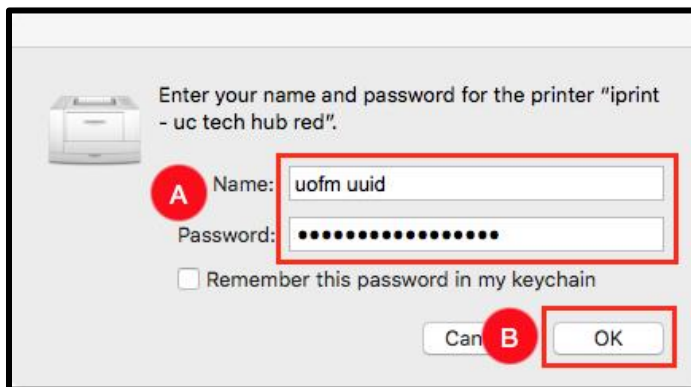 Enter your name and password for the printer “iprint
- uc tech hub red”.
A
Name: uofm uuid
Password: •••••••••••••••••
Remember this password in my keychain
Can
B
OK